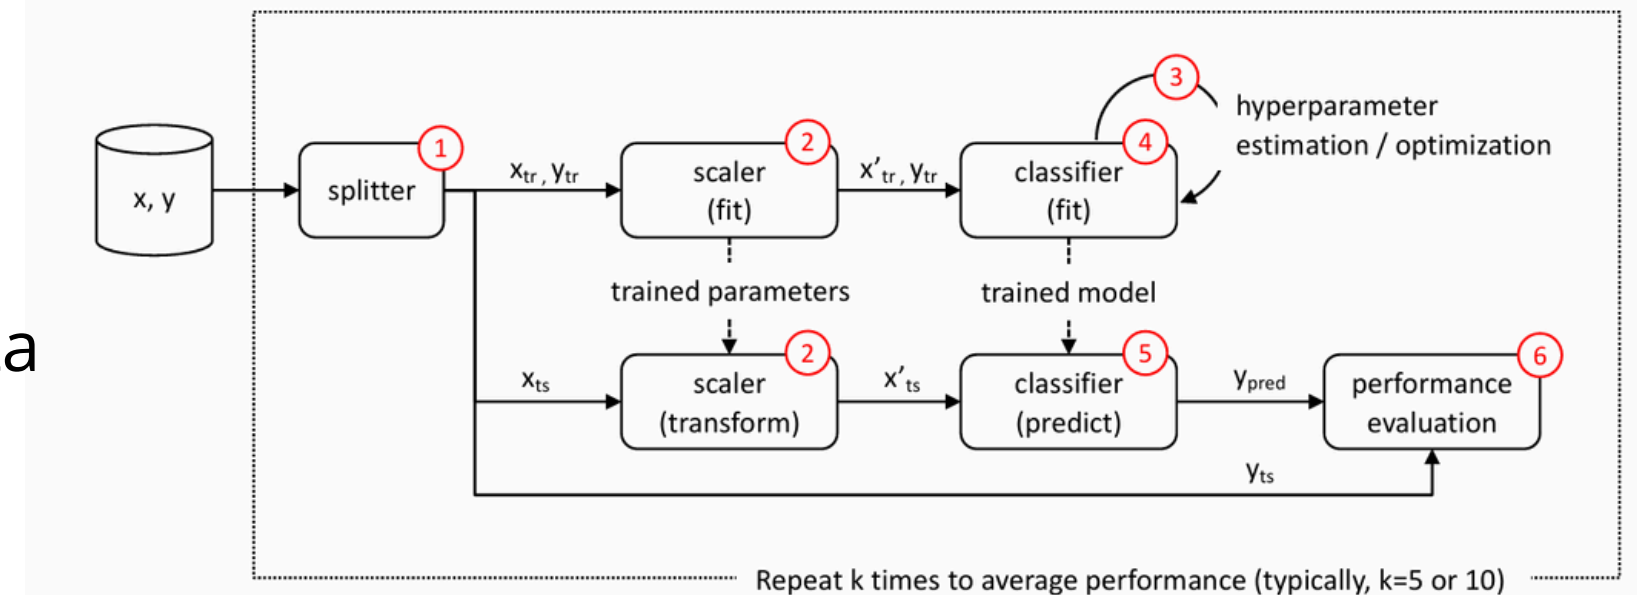 3
hyperparameter
estimation / optimization
1
2
4
x, y
splitter
xtr , ytr
scaler
(fit)
x’tr , ytr
classifier
(fit)
trained parameters
trained model
a
2
5
6
xts
scaler
(transform)
x’ts
classifier
(predict)
ypred
performance
evaluation
yts
Repeat k times to average performance (typically, k=5 or 10)